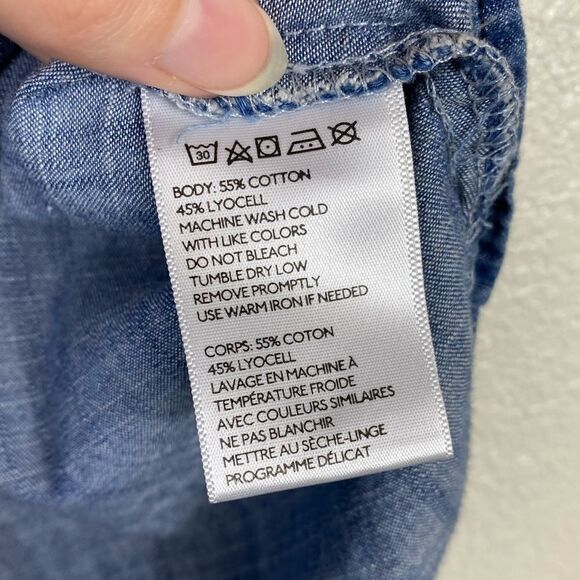 30
BODY: 55% COTTON
45% LYOCELL
MACHINE WASH COLD
WITH LIKE COLORS
DO NOT BLEACH
TUMBLE DRY LOW
REMOVE PROMPTLY
USE WARM IRON IF NEEDED
CORPS: 55% COTON
45% LYOCELL
LAVAGE EN MACHINE À
TEMPÉRATURE FROIDE
AVEC COULEURS SIMILAIRES
NE PAS BLANCHIR
METTRE AU SÈCHE-LINGE
PROGRAMME DÉLICAT